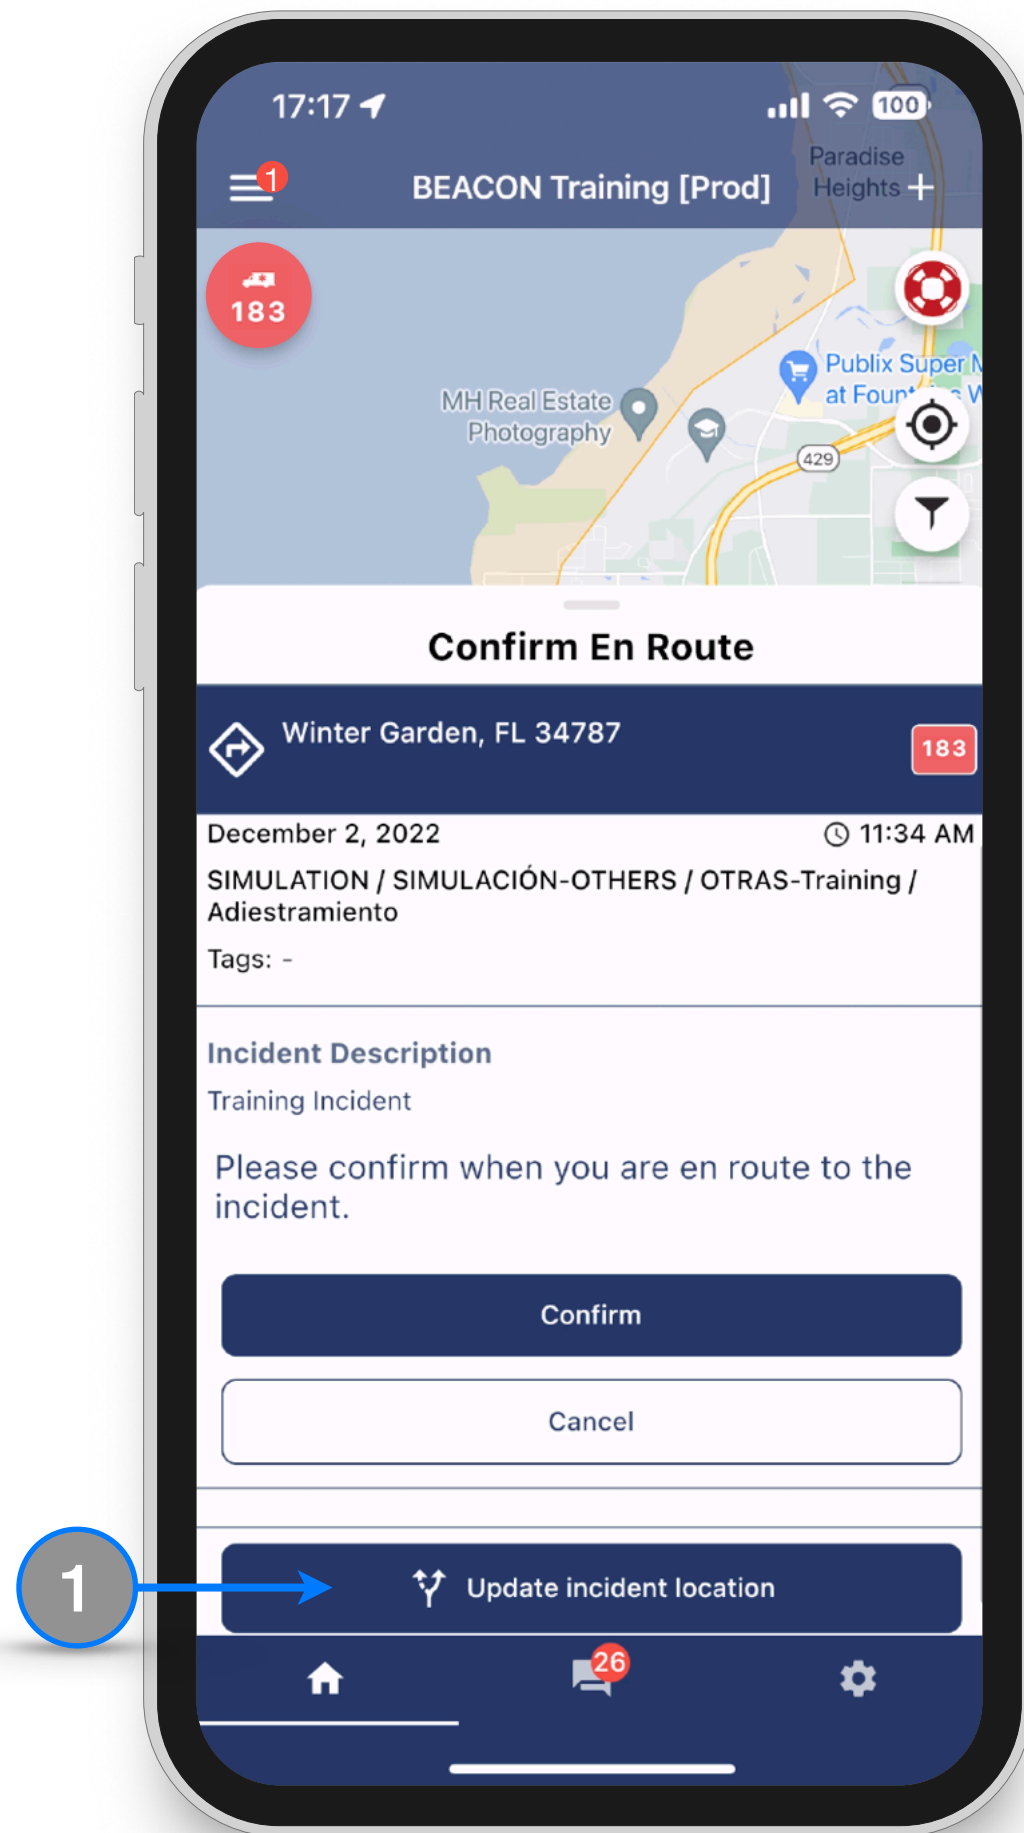 17:17
100
Paradise
Heights
1
BEACON Training [Prod]
183
Publix Super
at
MH Real Estate
Photography
429
Confirm En Route
Winter Garden, FL 34787
183
December 2, 2022
11:34 AM
SIMULATION / SIMULACIÓN-OTHERS / OTRAS-Training /
Adiestramiento
Tags: -
Incident Description
Training Incident
Please confirm when you are en route to the
incident.
Confirm
Cancel
1
Update incident location
26